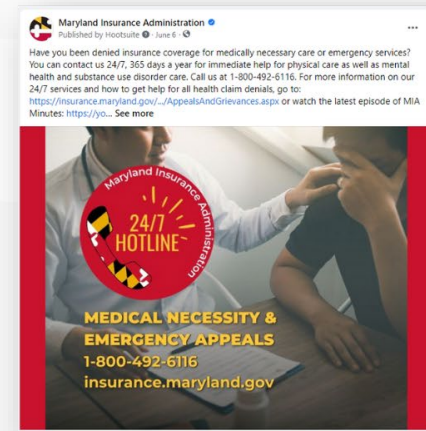 Maryland Insurance Administration
Published by Hootsuite · June 6 ·
Have you been denied insurance coverage for medically necessary care or emergency services?
You can contact us 24/7, 365 days a year for immediate help for physical care as well as mental
health and substance use disorder care. Call us at 1-800-492-6116. For more information on our
24/7 services and how to get help for all health claim denials, go to:
https://insurance.maryland.gov/.../AppealsAndGrievances.aspx or watch the latest episode of MIA
Minutes: https://yo... See more
Maryland Insurance Administration
24/7
HOTLINE
MEDICAL NECESSITY &
EMERGENCY APPEALS
1-800-492-6116
insurance.maryland.gov